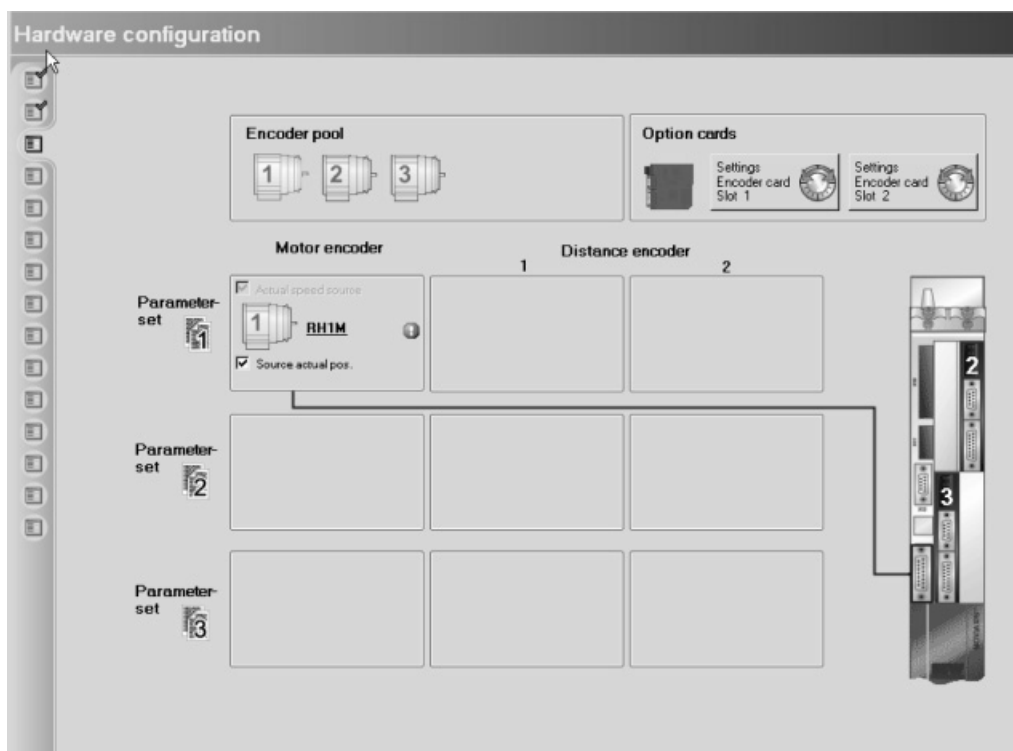 Hardware configuration
Encoder pool
1 2 3
Option cards
Settings
Encoder card
Slot 1
Settings
Encoder card
Slot 2
Motor encoder
Distance encoder
1 2
Parameter-
set
1
Actual speed source
1 RH1M
Source actual pos.
Parameter-
set
2
Parameter-
set
3
2
3